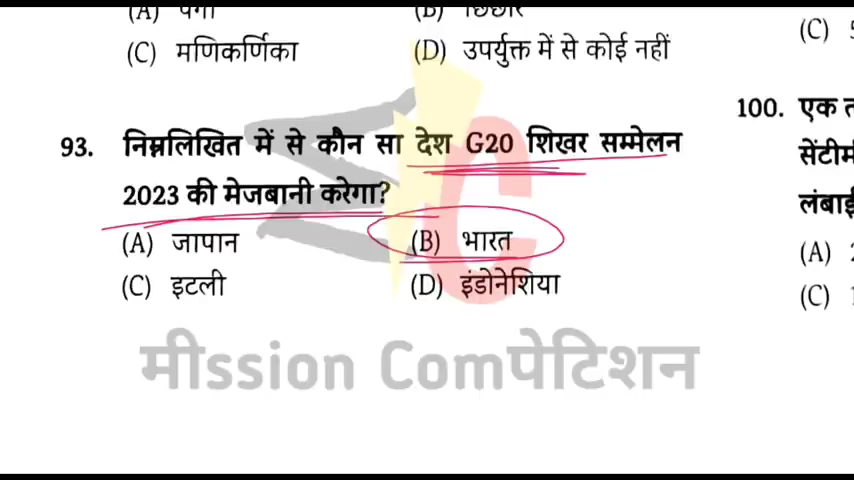 (C) मणिकर्णिका (D) उपर्युक्त में से कोई नहीं
93. निम्नलिखित में से कौन सा देश G20 शिखर सम्मेलन
2023 की मेजबानी करेगा?
(A) जापान (B) भारत
(C) इटली (D) इंडोनेशिया
मीssion Comपेटिशन
(C)
100. एक
सेंटीमी
लंबाई
(A)
(C)